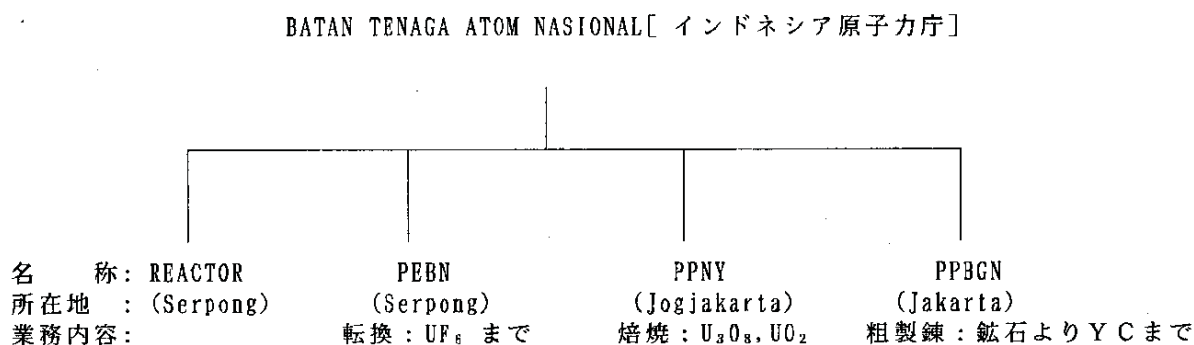 BATAN TENAGA ATOM NASIONAL[ インドネシア原子力庁]
名　　称: REACTOR PEBN PPNY PPBGN
所在地 : (Serpong) (Serpong) (Jogjakarta) (Jakarta)
業務内容: 転換：UF₆ まで 焙焼：U₃O₈, UO₂ 粗製錬：鉱石よりＹＣまで